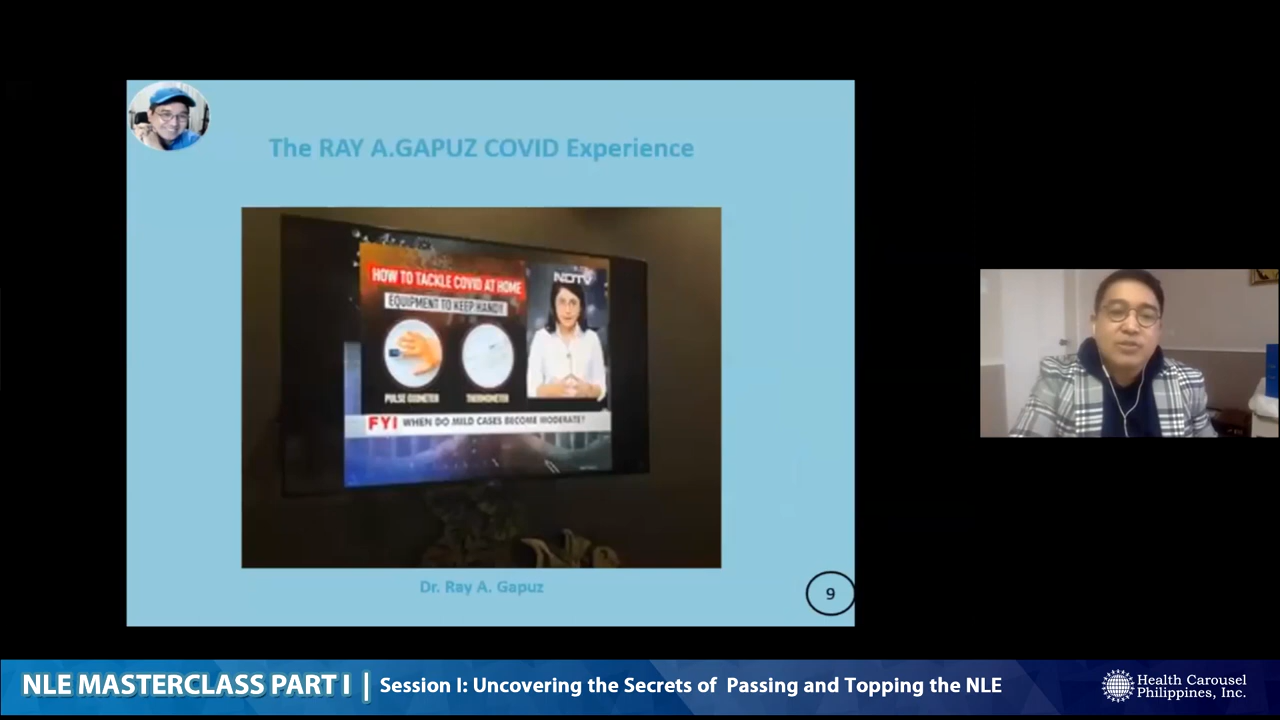 The RAY A.GAPUZ COVID Experience
NDTV
HOW TO TACKLE COVID AT HOME
EQUIPMENT TO KEEP HANDY
PULSE OXIMETER
THERMOMETER
FYI WHEN DO MILD CASES BECOME MODERATE?
Dr. Ray A. Gapuz
9
NLE MASTERCLASS PART I | Session I: Uncovering the Secrets of Passing and Topping the NLE
Health Carousel
Philippines, Inc.